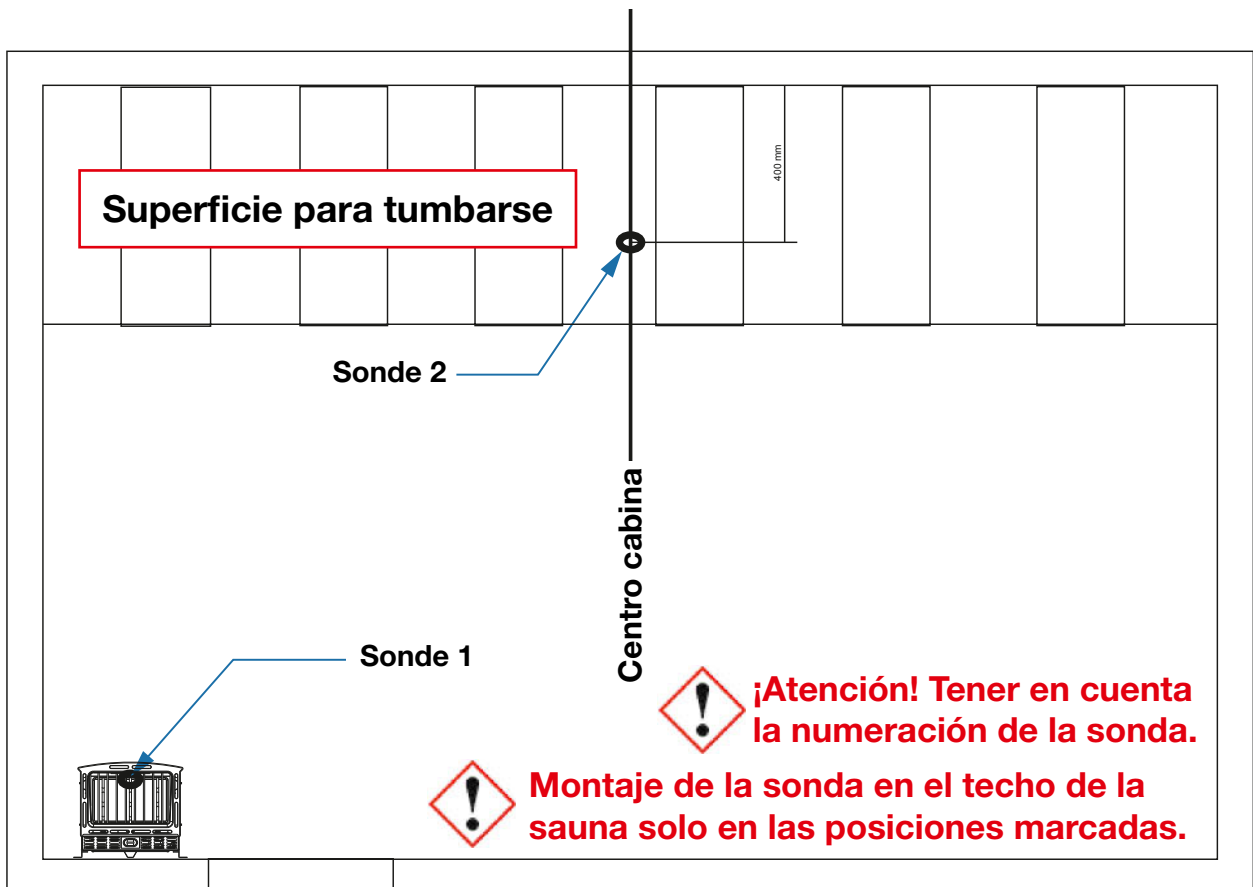 400 mm
Superficie para tumbarse
Sonde 2
Centro cabina
Sonde 1
¡Atención! Tener en cuenta
la numeración de la sonda.
Montaje de la sonda en el techo de la
sauna solo en las posiciones marcadas.